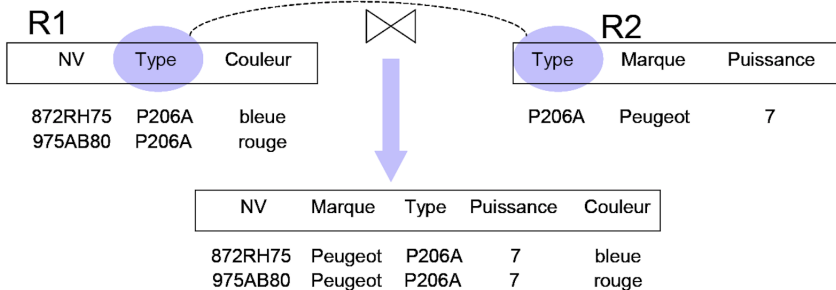 R1
R2
NV Type Couleur
Type Marque Puissance
872RH75 P206A bleue
975AB80 P206A rouge
P206A Peugeot 7
NV Marque Type Puissance Couleur
872RH75 Peugeot P206A 7 bleue
975AB80 Peugeot P206A 7 rouge